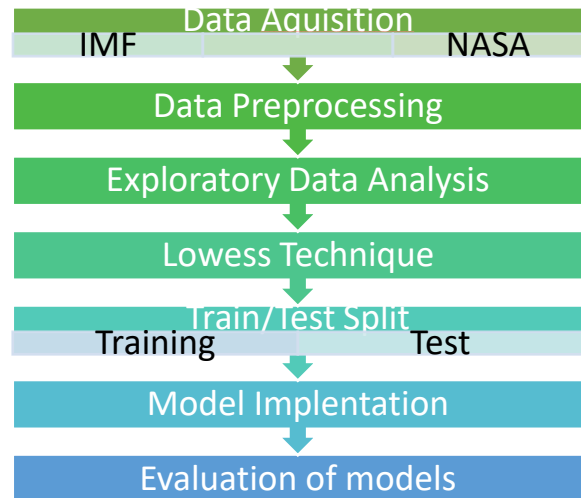 Data Aquisition
IMF NASA
Data Preprocessing
Exploratory Data Analysis
Lowess Technique
Train/Test Split
Training Test
Model Implentation
Evaluation of models